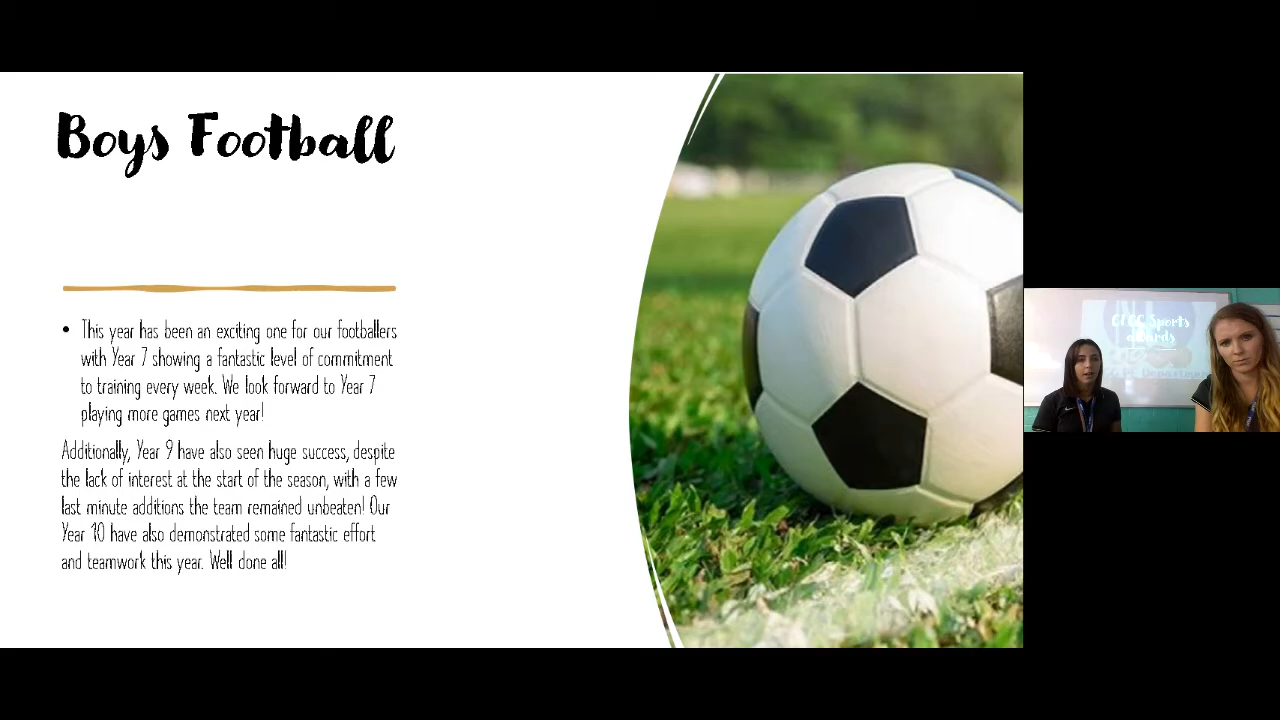 Boys Football
• This year has been an exciting one for our footballers
with Year 7 showing a fantastic level of commitment
to training every week. We look forward to Year 7
playing more games next year!
Additionally, Year 9 have also seen huge success, despite
the lack of interest at the start of the season, with a few
last minute additions the team remained unbeaten! Our
Year 10 have also demonstrated some fantastic effort
and teamwork this year. Well done all!
Sports
awards